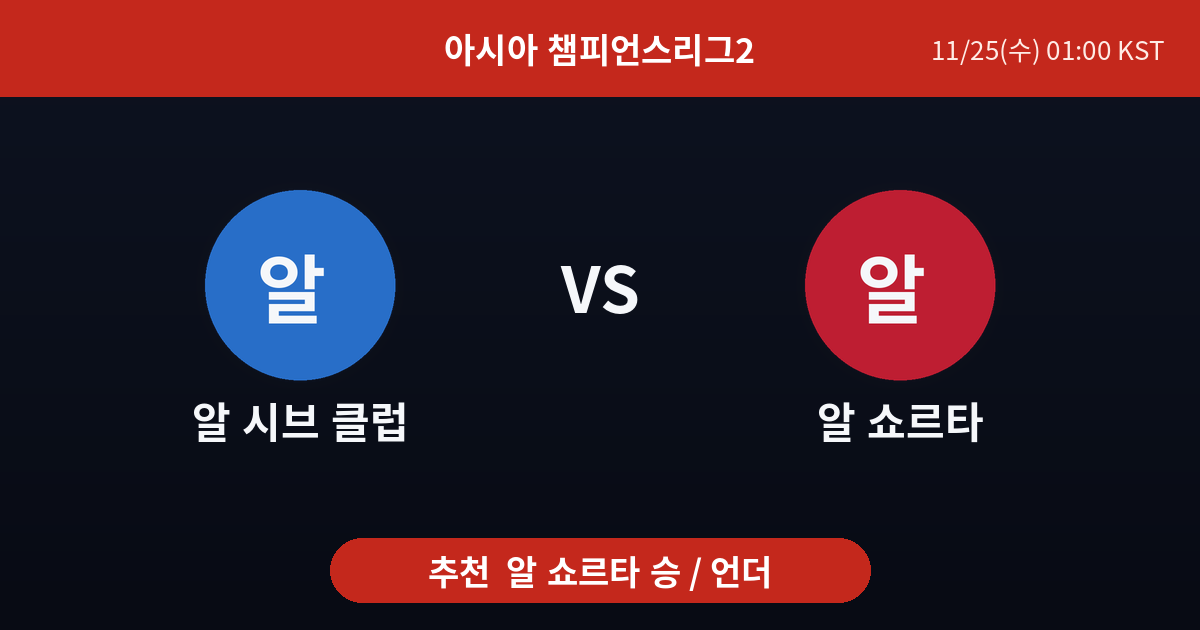 아시아 챔피언스리그2
11/25(수) 01:00 KST
알
VS
알
알 시브 클럽
알 쇼르타
추천 알 쇼르타 승 / 언더